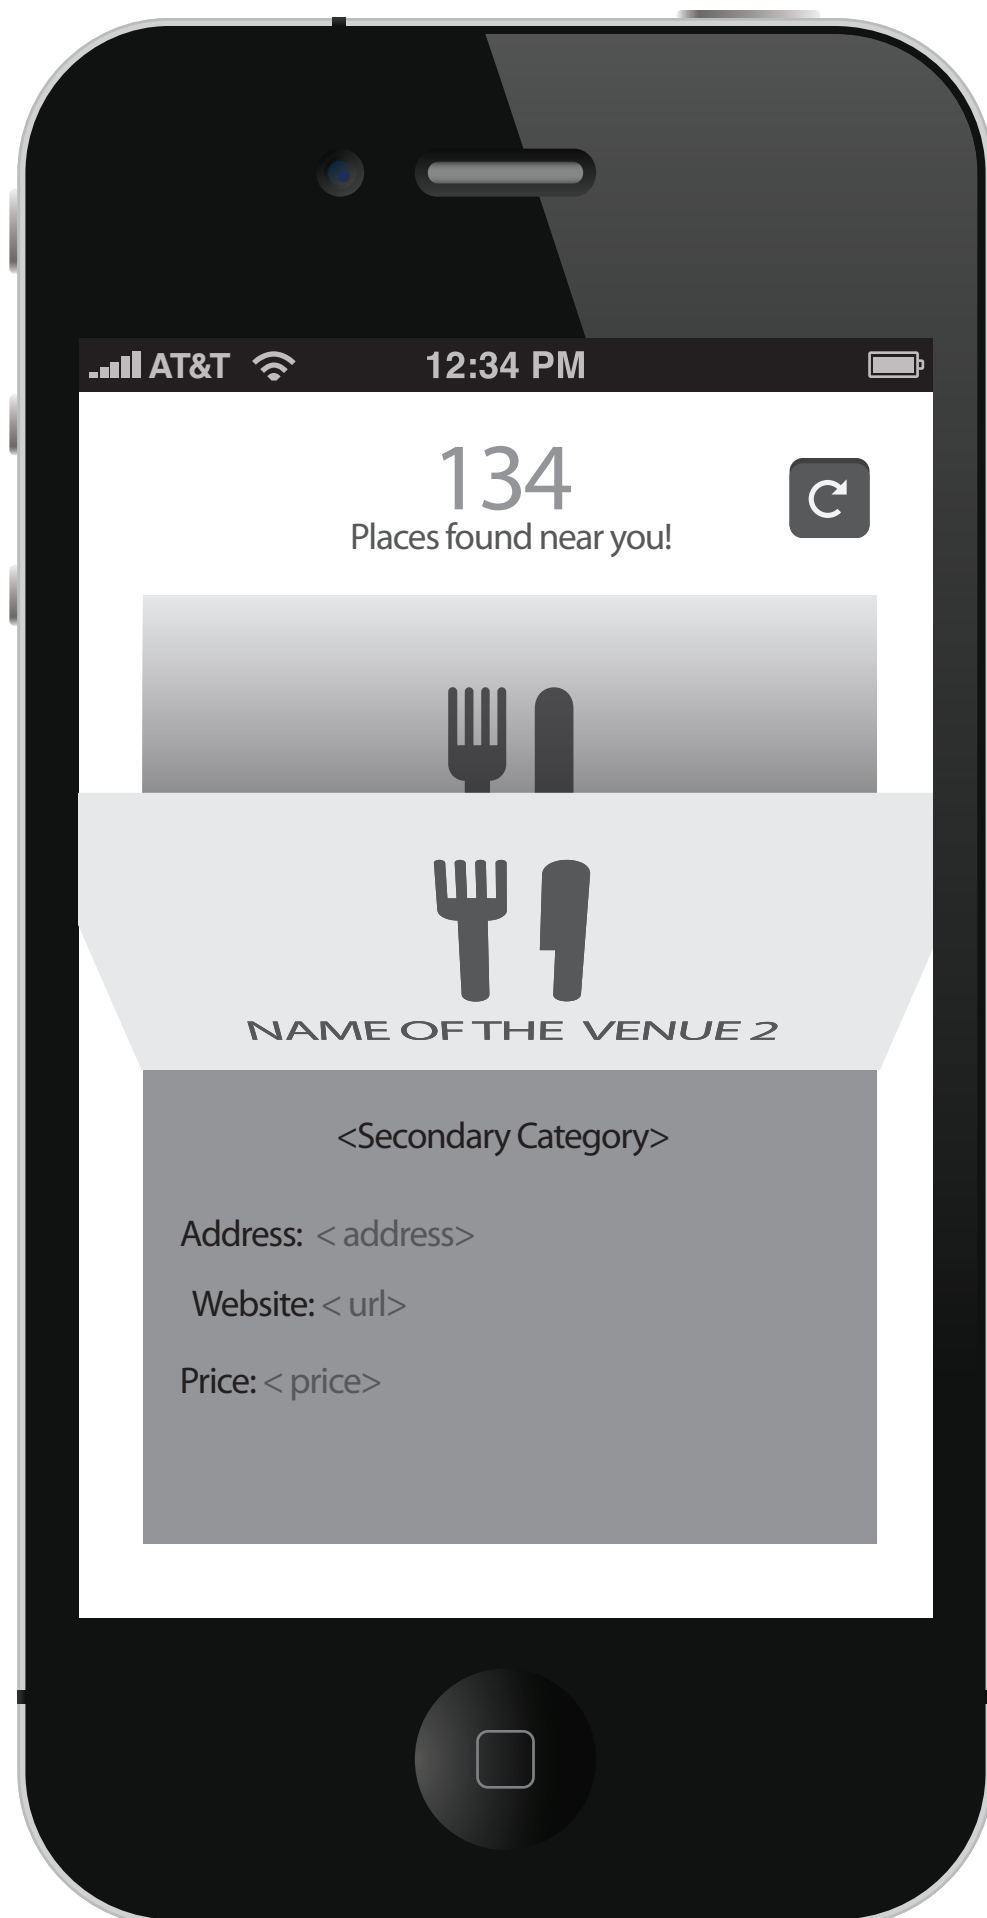 AT&T 12:34 PM
134
Places found near you!
NAME OF THE VENUE 2
<Secondary Category>
Address: < address>
Website: < url>
Price: < price>